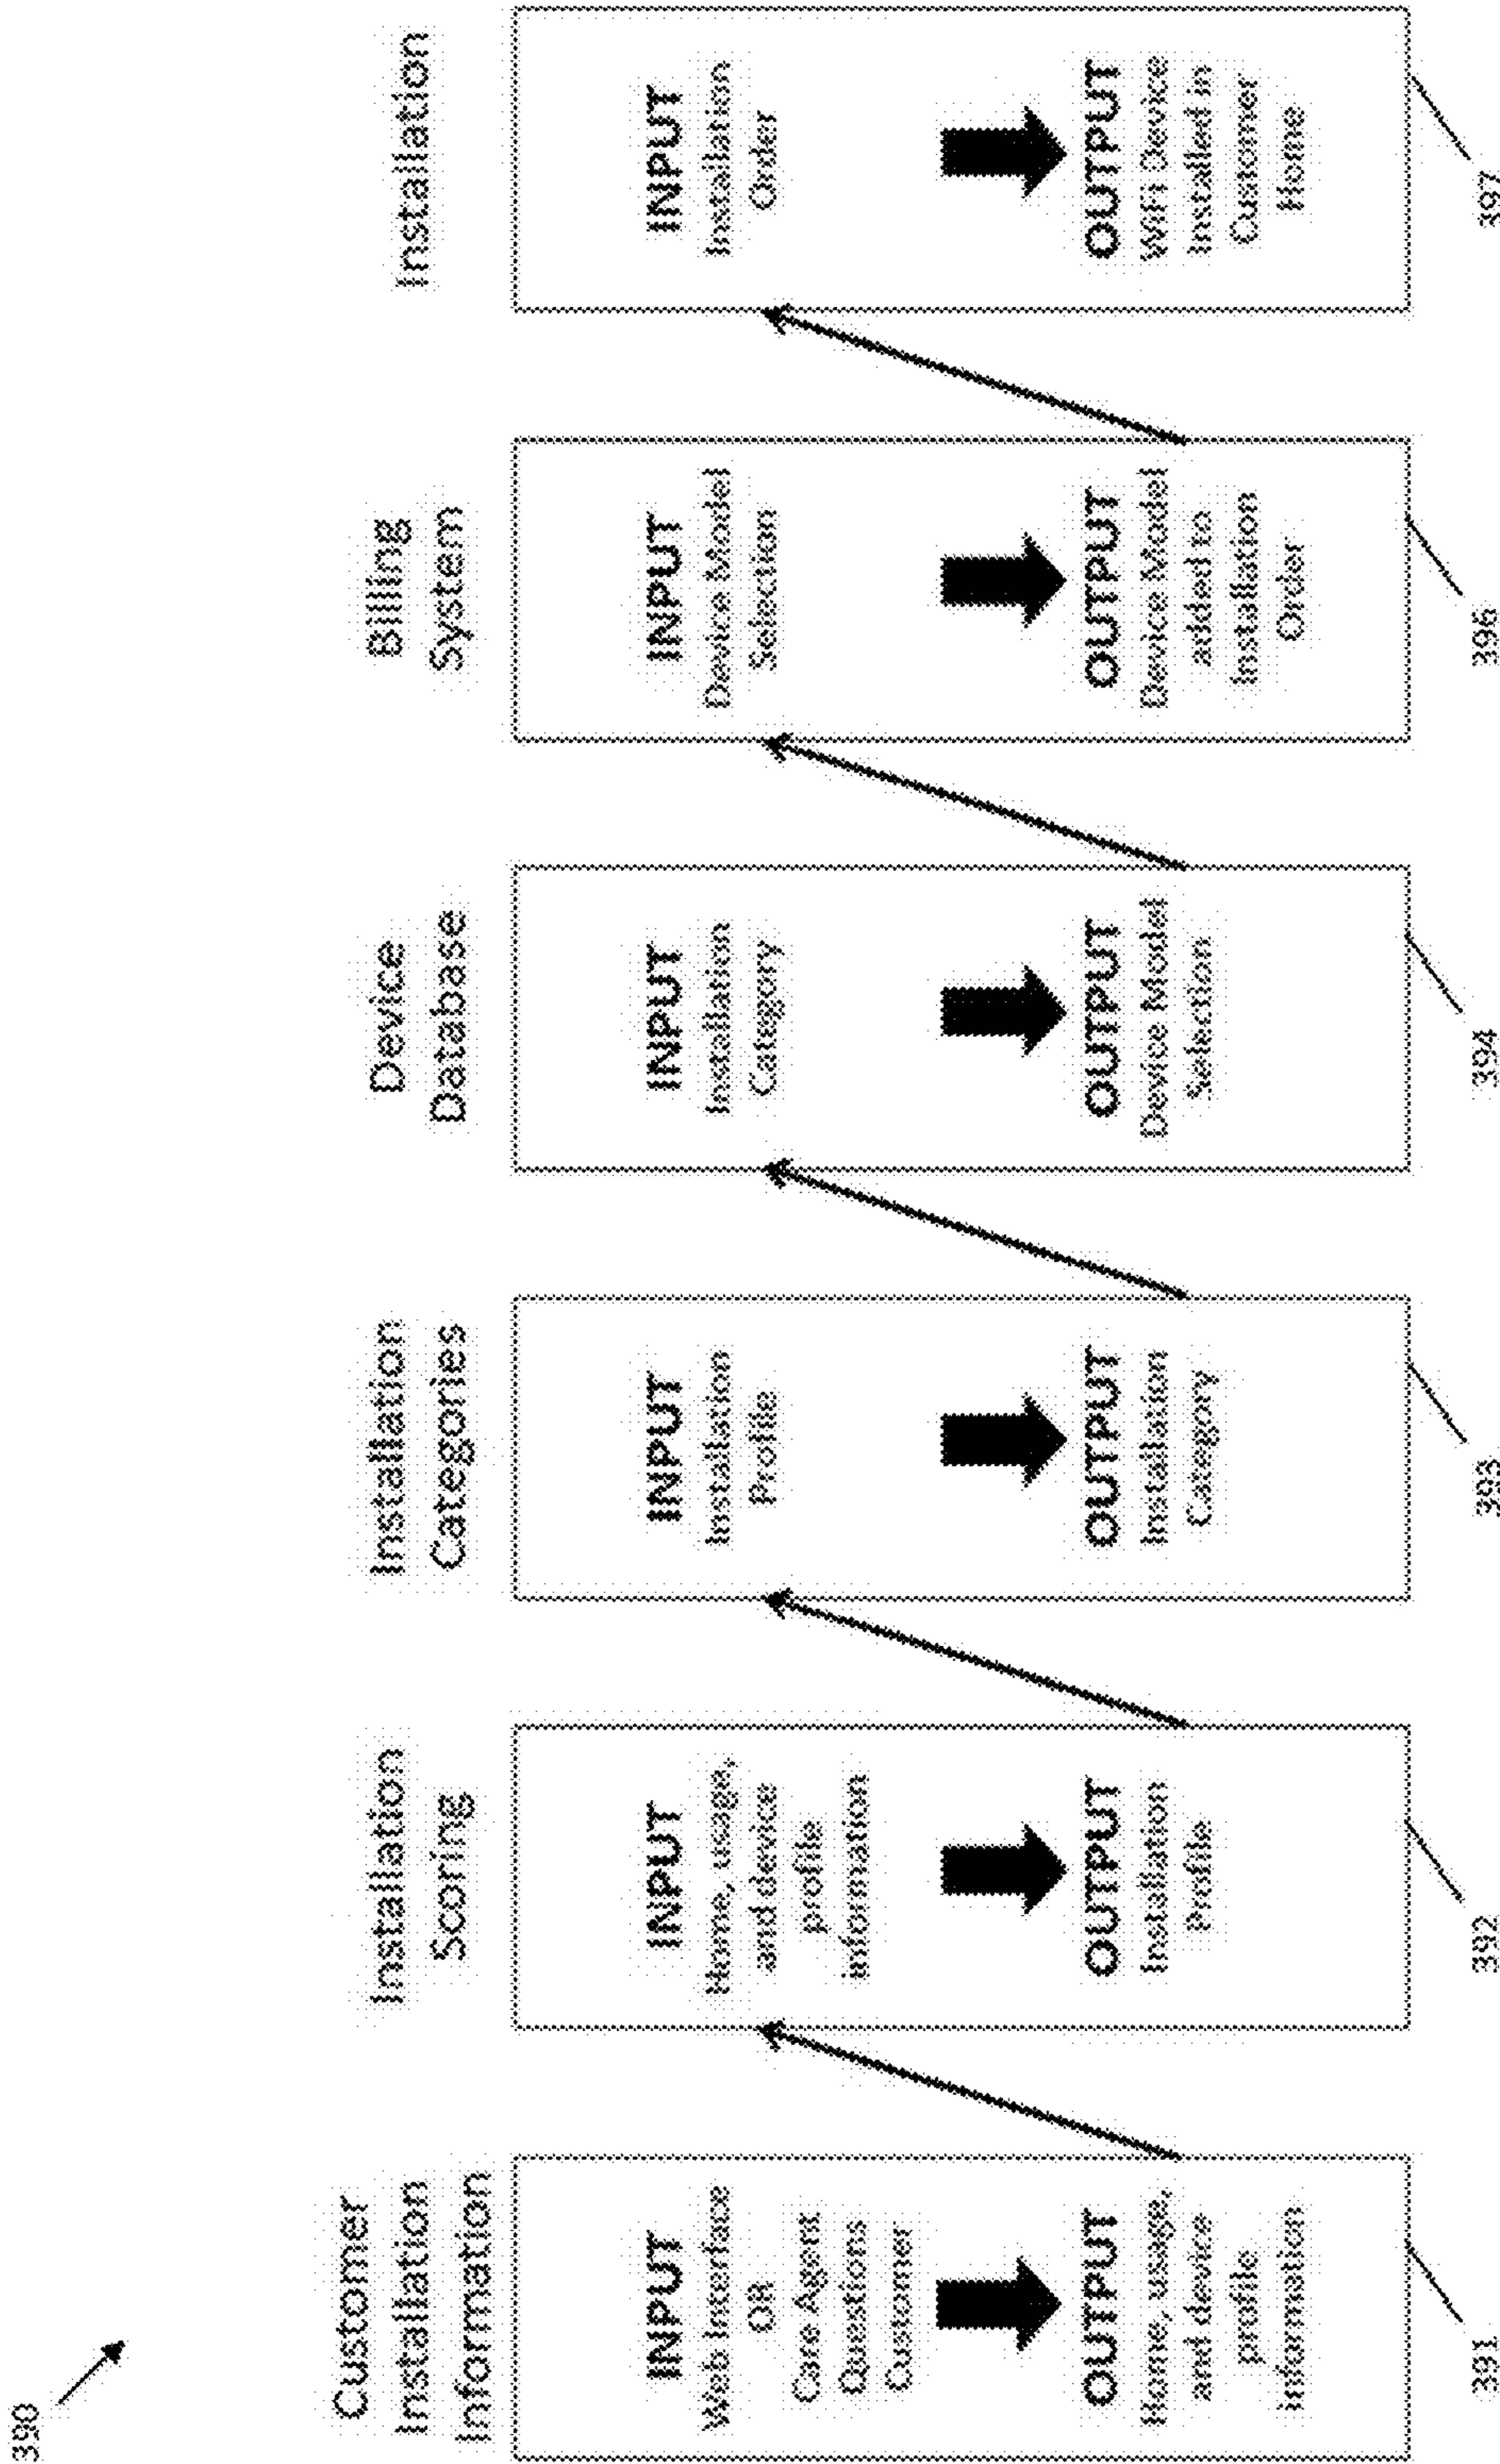 390
Customer
Installation
Information
INPUT
Web Interface
OR
Care Agent
Questions
Customer
OUTPUT
Home, usage,
and device
profile
information
391
Installation
Scoring
INPUT
Home, usage,
and device
profile
information
OUTPUT
Installation
Profile
392
Installation
Categories
INPUT
Installation
Profile
OUTPUT
Installation
Category
393
Device
Database
INPUT
Installation
Category
OUTPUT
Device Model
Selection
394
Billing
System
INPUT
Device Model
Selection
OUTPUT
Device Model
added to
Installation
Order
396
Installation
INPUT
Installation
Order
OUTPUT
WiFi Device
Installed in
Customer
Home
397